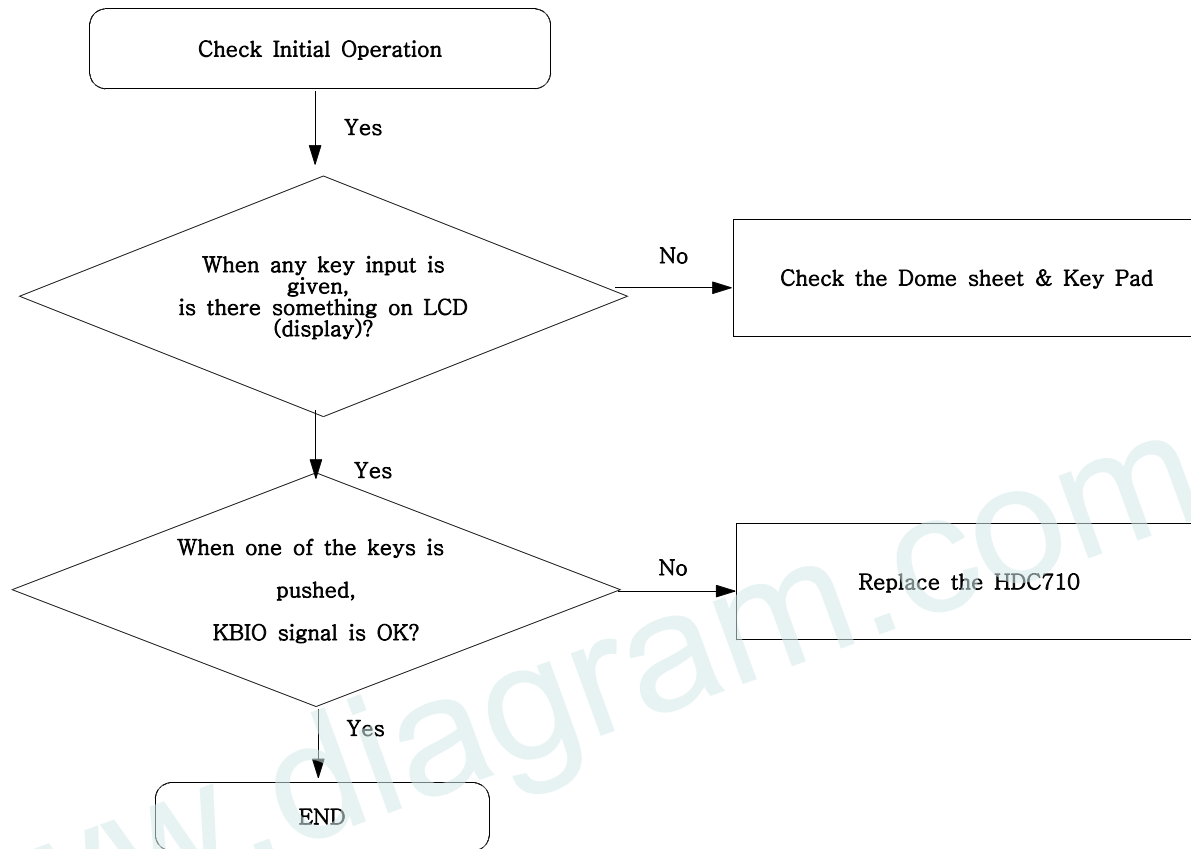 Check Initial Operation
Yes
When any key input is
given,
is there something on LCD
(display)?
No
Check the Dome sheet & Key Pad
Yes
When one of the keys is
pushed,
KBIO signal is OK?
No
Replace the HDC710
Yes
END
w.diagram.com